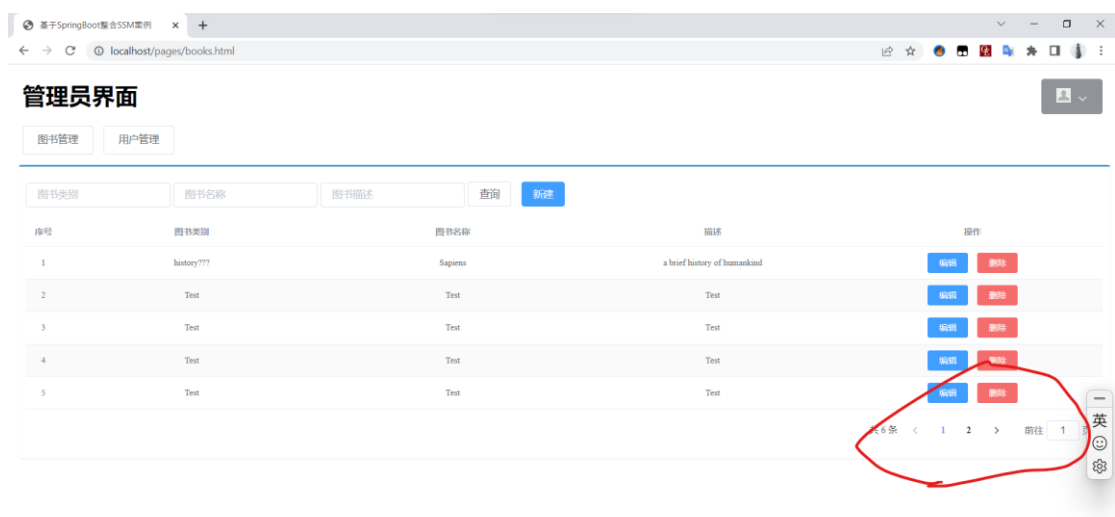 基于SpringBoot整合SSM案例
localhost/pages/books.html
管理员界面
图书管理 用户管理
图书类别 图书名称 图书描述 查询 新建
序号 图书类别 图书名称 描述 操作
1 history??? Sapiens a brief history of humankind 编辑 删除
2 Test Test Test 编辑 删除
3 Test Test Test 编辑 删除
4 Test Test Test 编辑 删除
5 Test Test Test 编辑 删除
共 6 条 1 2 前往 1
英